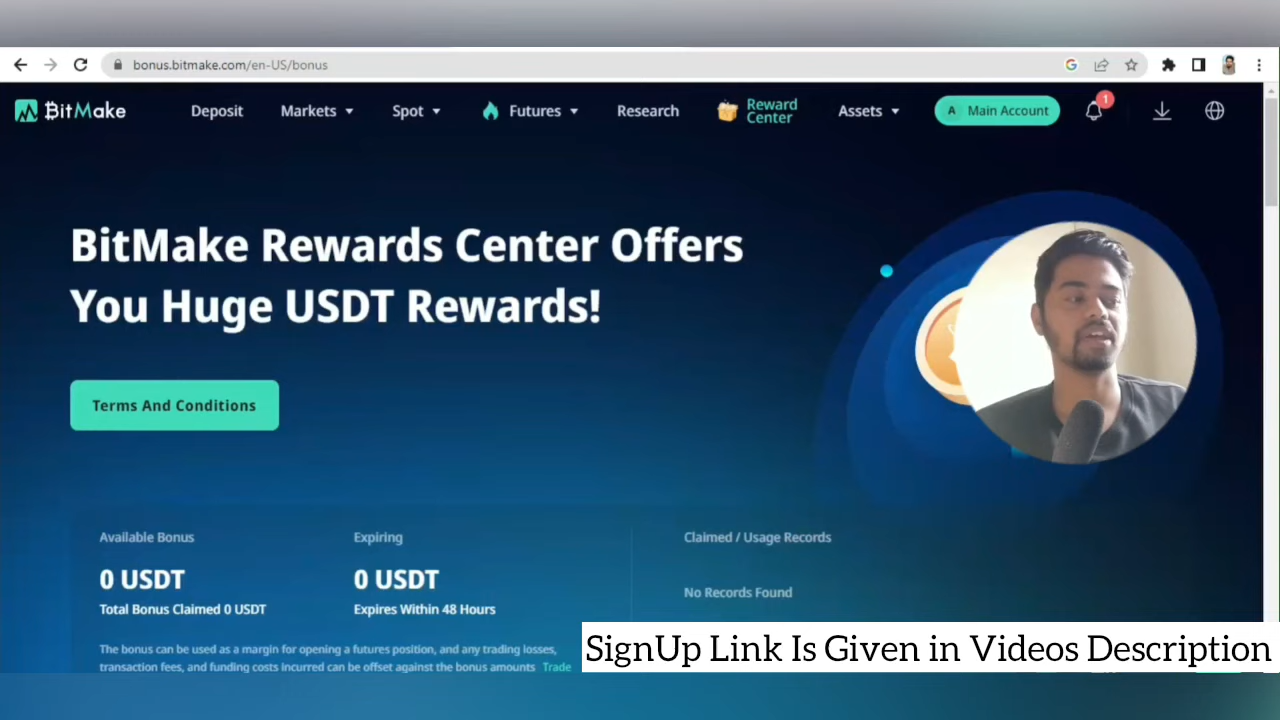 bonus.bitmake.com/en-US/bonus
BitMake
Deposit
Markets
Spot
Futures
Research
Reward
Center
Assets
A Main Account
1
BitMake Rewards Center Offers
You Huge USDT Rewards!
Terms And Conditions
Available Bonus
Expiring
Claimed / Usage Records
0 USDT
0 USDT
No Records Found
Total Bonus Claimed 0 USDT
Expires Within 48 Hours
The bonus can be used as a margin for opening a futures position, and any trading losses,
transaction fees, and funding costs incurred can be offset against the bonus amounts Trade
SignUp Link Is Given in Videos Description